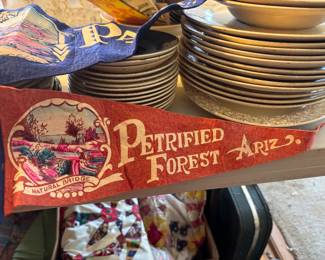 PETRIFIED
FOREST ARIZ.
NATURAL BRIDGE